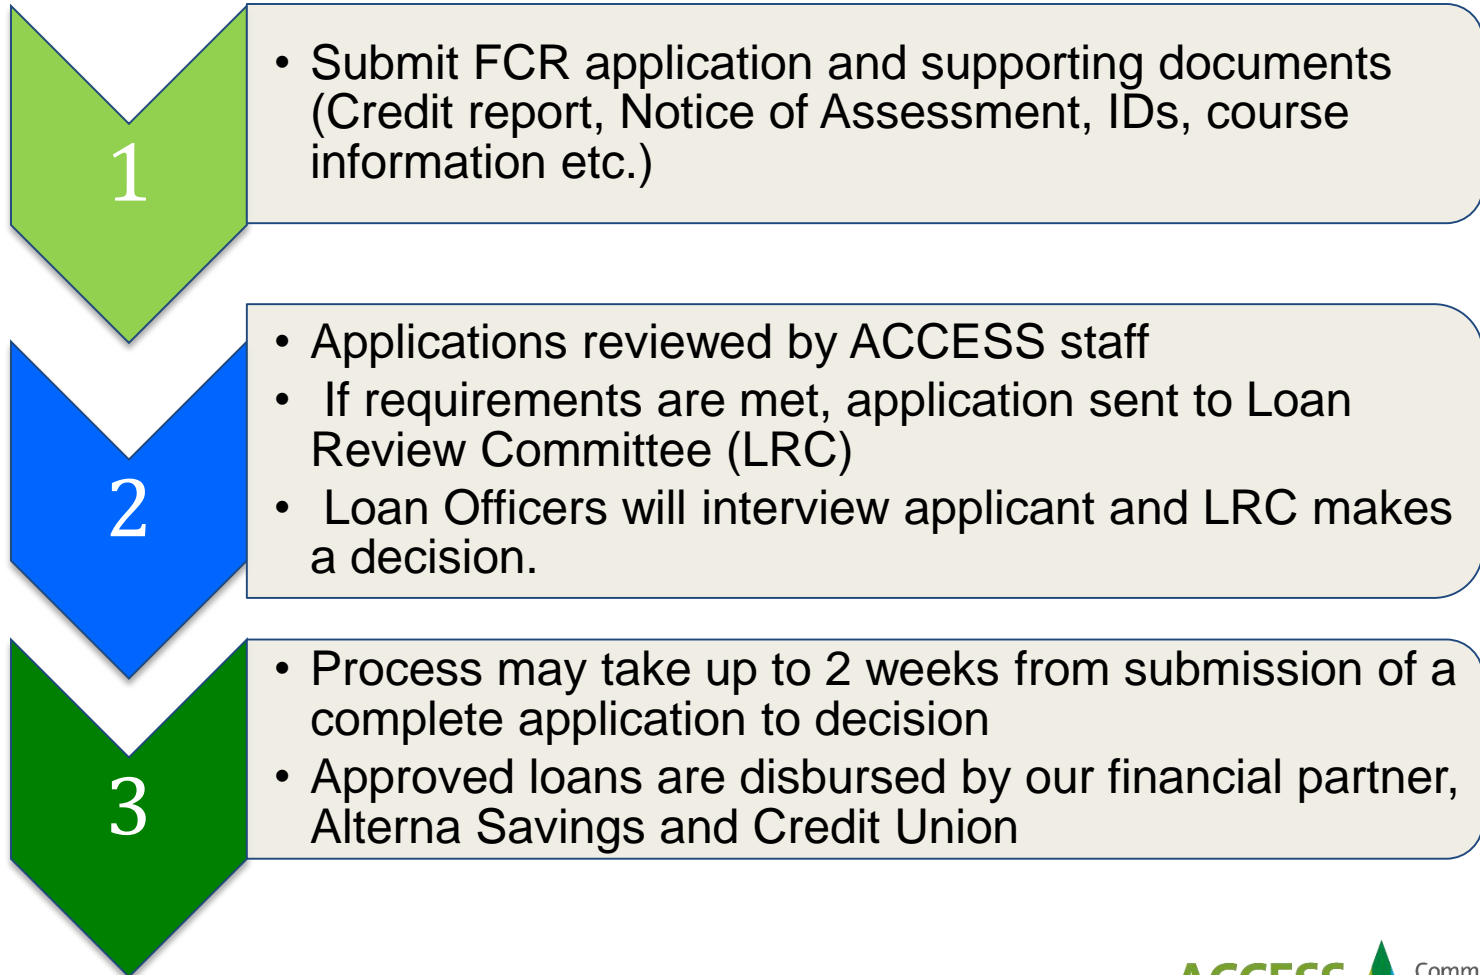 1
• Submit FCR application and supporting documents
(Credit report, Notice of Assessment, IDs, course
information etc.)
2
• Applications reviewed by ACCESS staff
• If requirements are met, application sent to Loan
Review Committee (LRC)
• Loan Officers will interview applicant and LRC makes
a decision.
3
• Process may take up to 2 weeks from submission of a
complete application to decision
• Approved loans are disbursed by our financial partner,
Alterna Savings and Credit Union
ACCESS